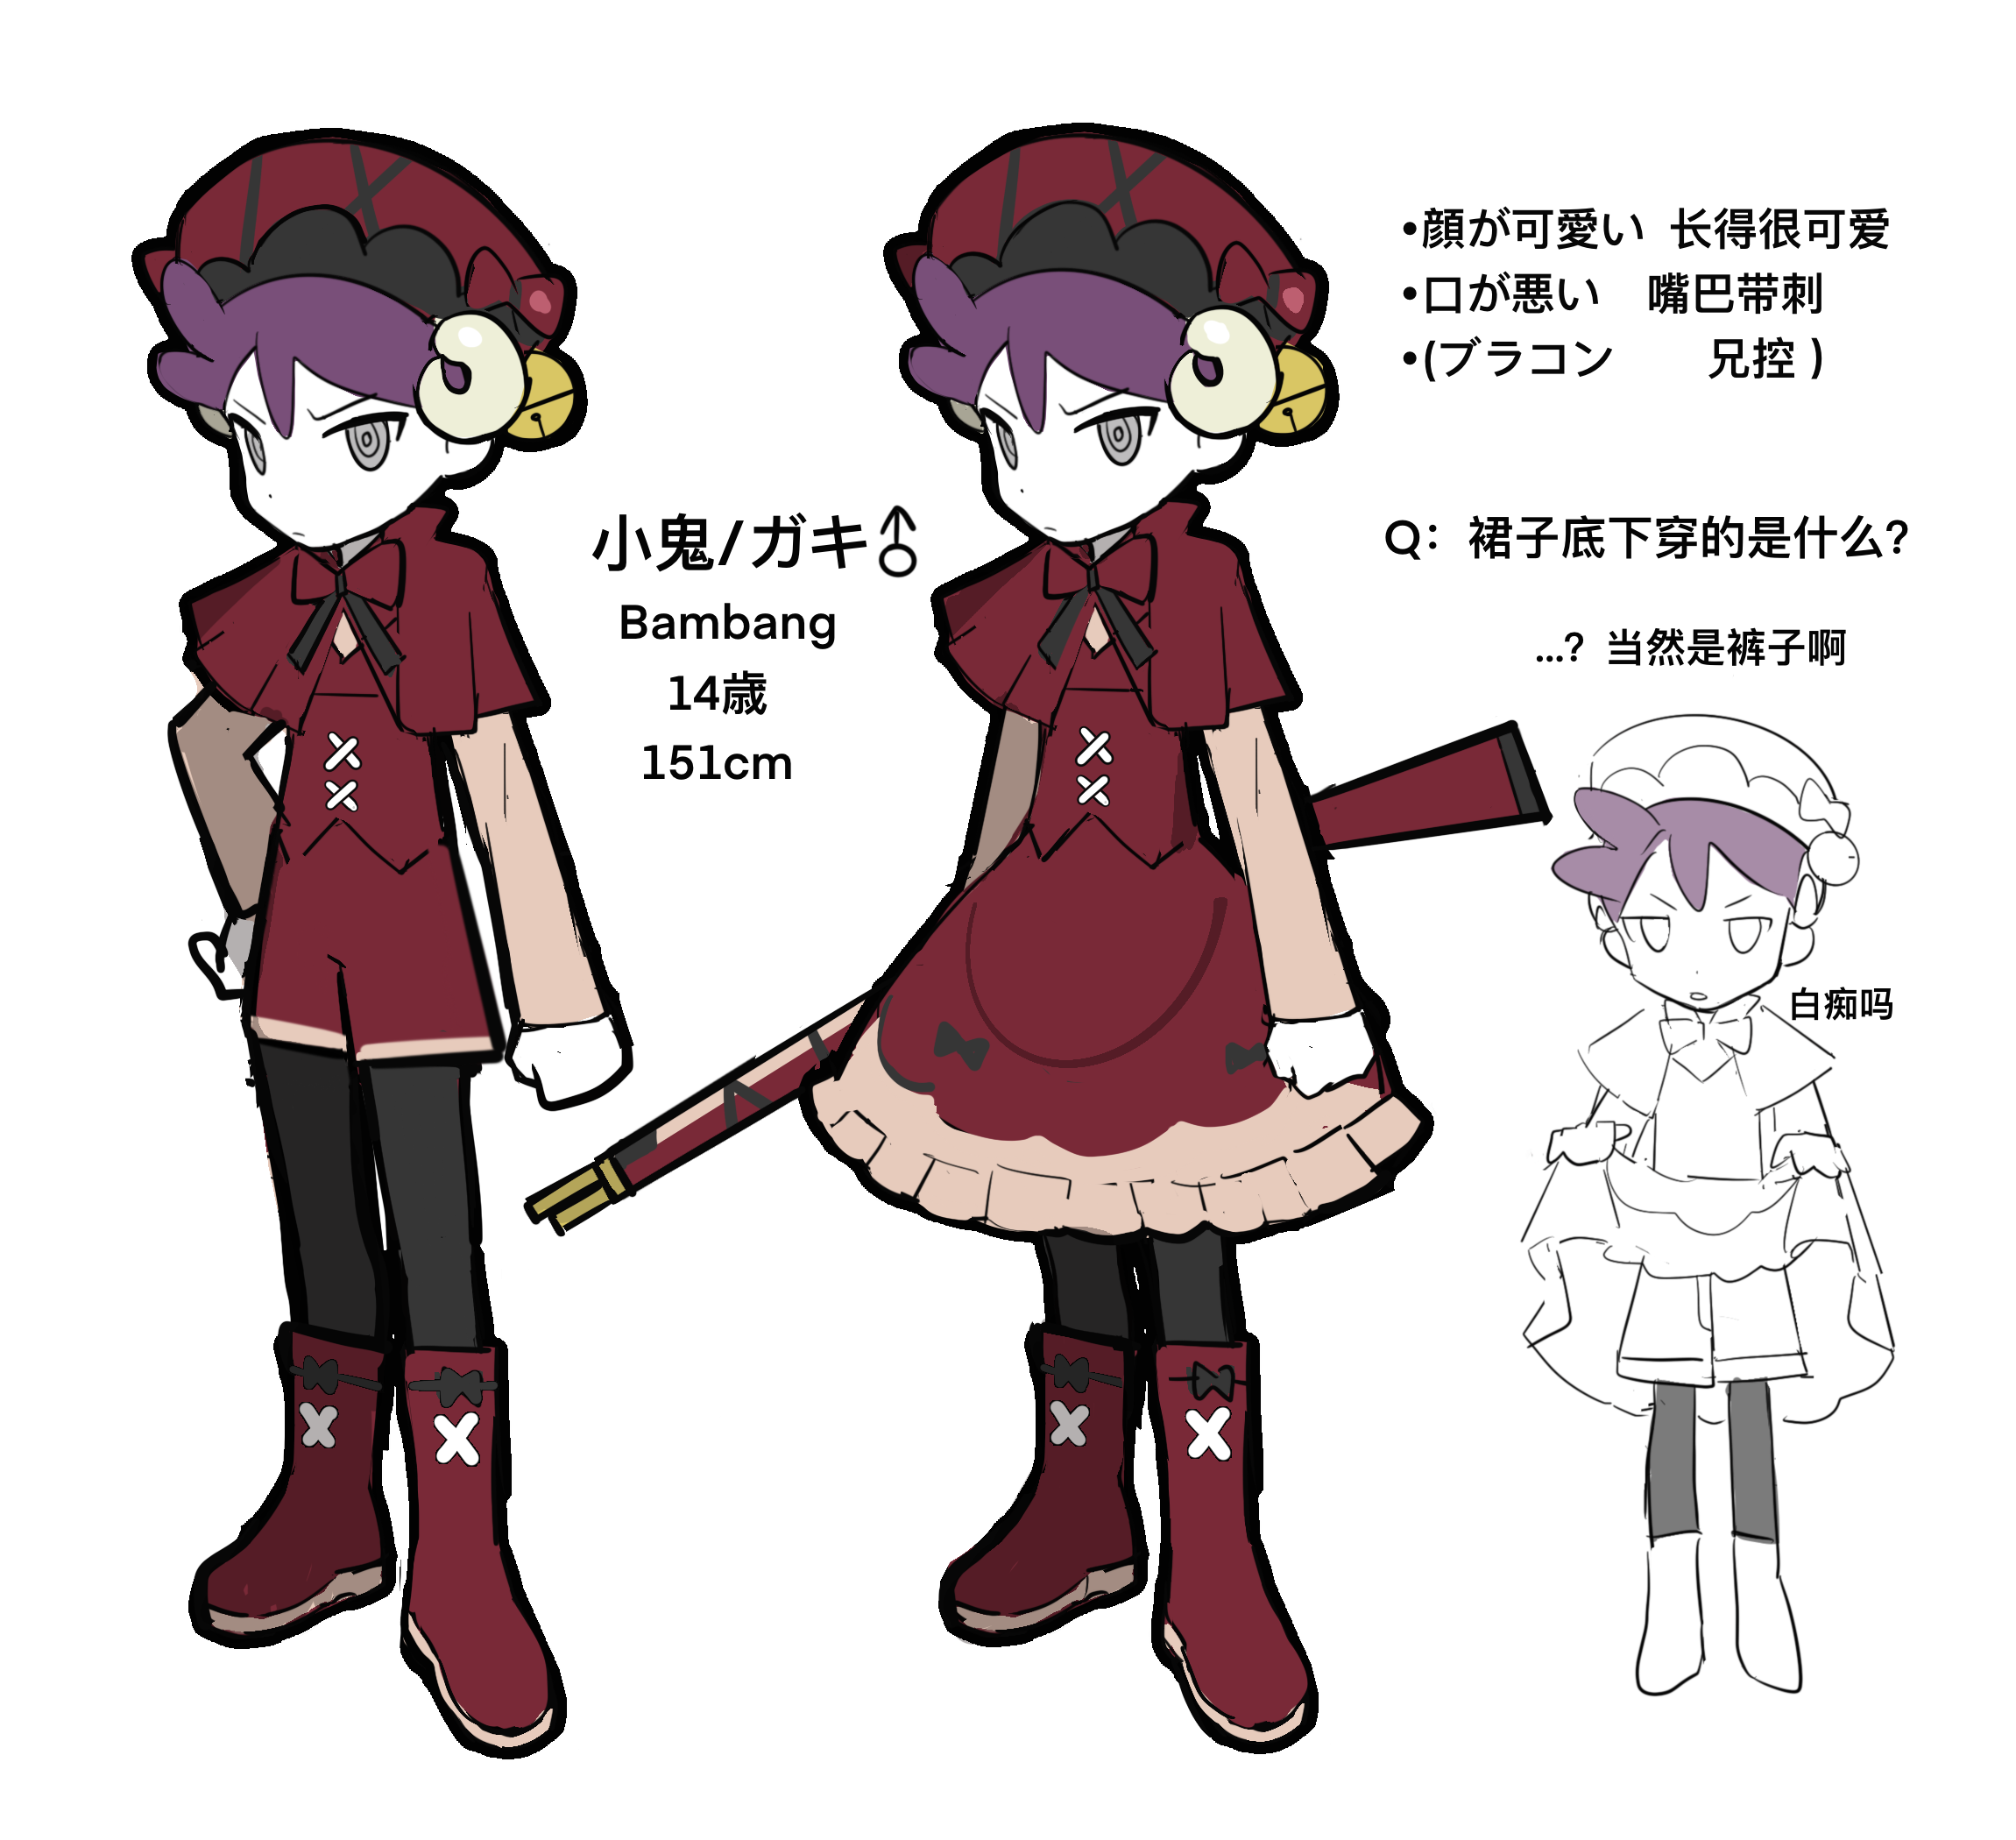 小鬼/ガキ♂
Bambang
14歳
151cm
•顔が可愛い 长得很可爱
•口が悪い 嘴巴带刺
•(ブラコン 兄控 )
Q：裙子底下穿的是什么?
...? 当然是裤子啊
白痴吗